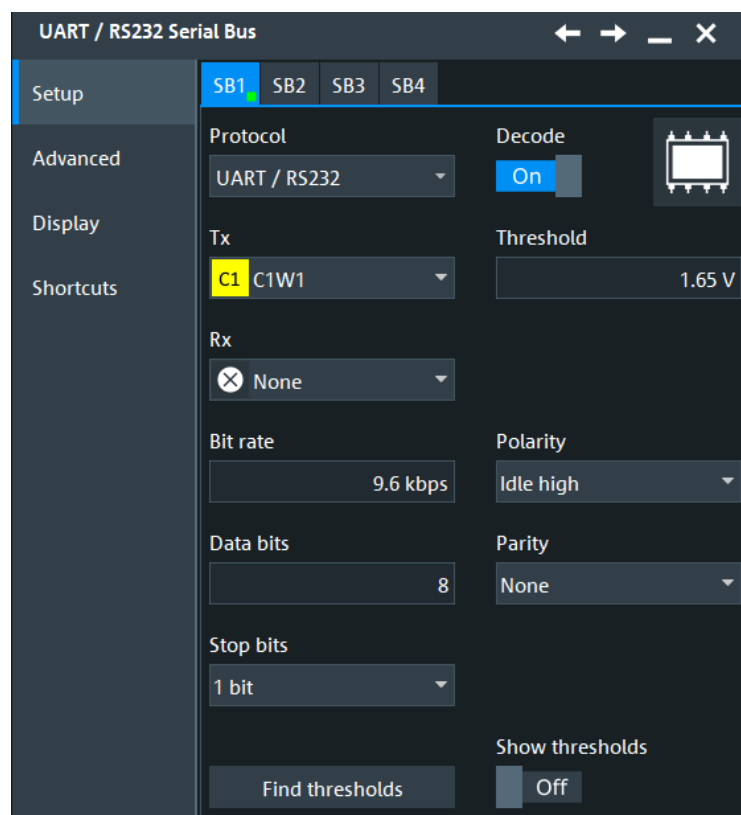 UART / RS232 Serial Bus
Setup
Advanced
Display
Shortcuts
SB1 SB2 SB3 SB4
Protocol Decode
UART / RS232 On
Tx Threshold
C1 C1W1 1.65 V
Rx
None
Bit rate Polarity
9.6 kbps Idle high
Data bits Parity
8 None
Stop bits
1 bit
Show thresholds
Find thresholds Off